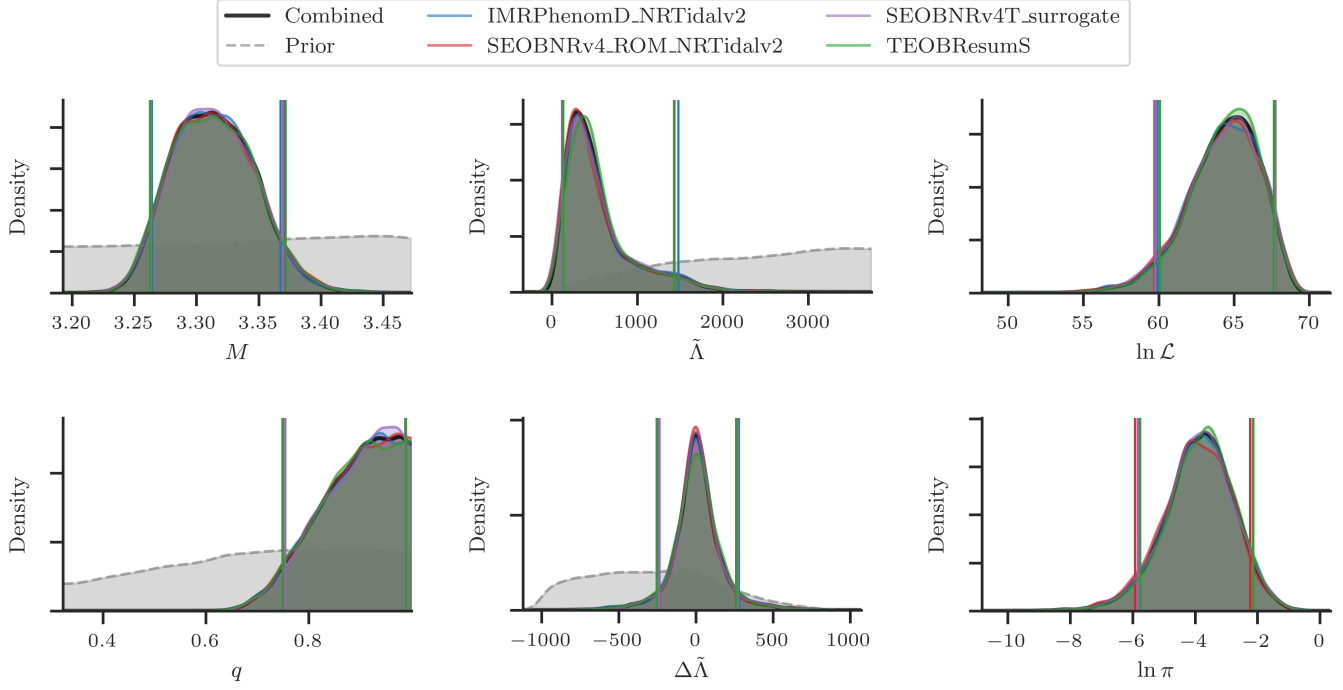 Combined IMRPhenomD_NRTidalv2 SEOBNRv4T_surrogate
Prior SEOBNRv4_ROM_NRTidalv2 TEOBResumS
Density
3.20 3.25 3.30 3.35 3.40 3.45
M
Density
0 1000 2000 3000
Λ̃
Density
50 55 60 65 70
ln ℒ
Density
0.4 0.6 0.8
q
Density
−1000 −500 0 500 1000
ΔΛ̃
Density
−10 −8 −6 −4 −2 0
ln π